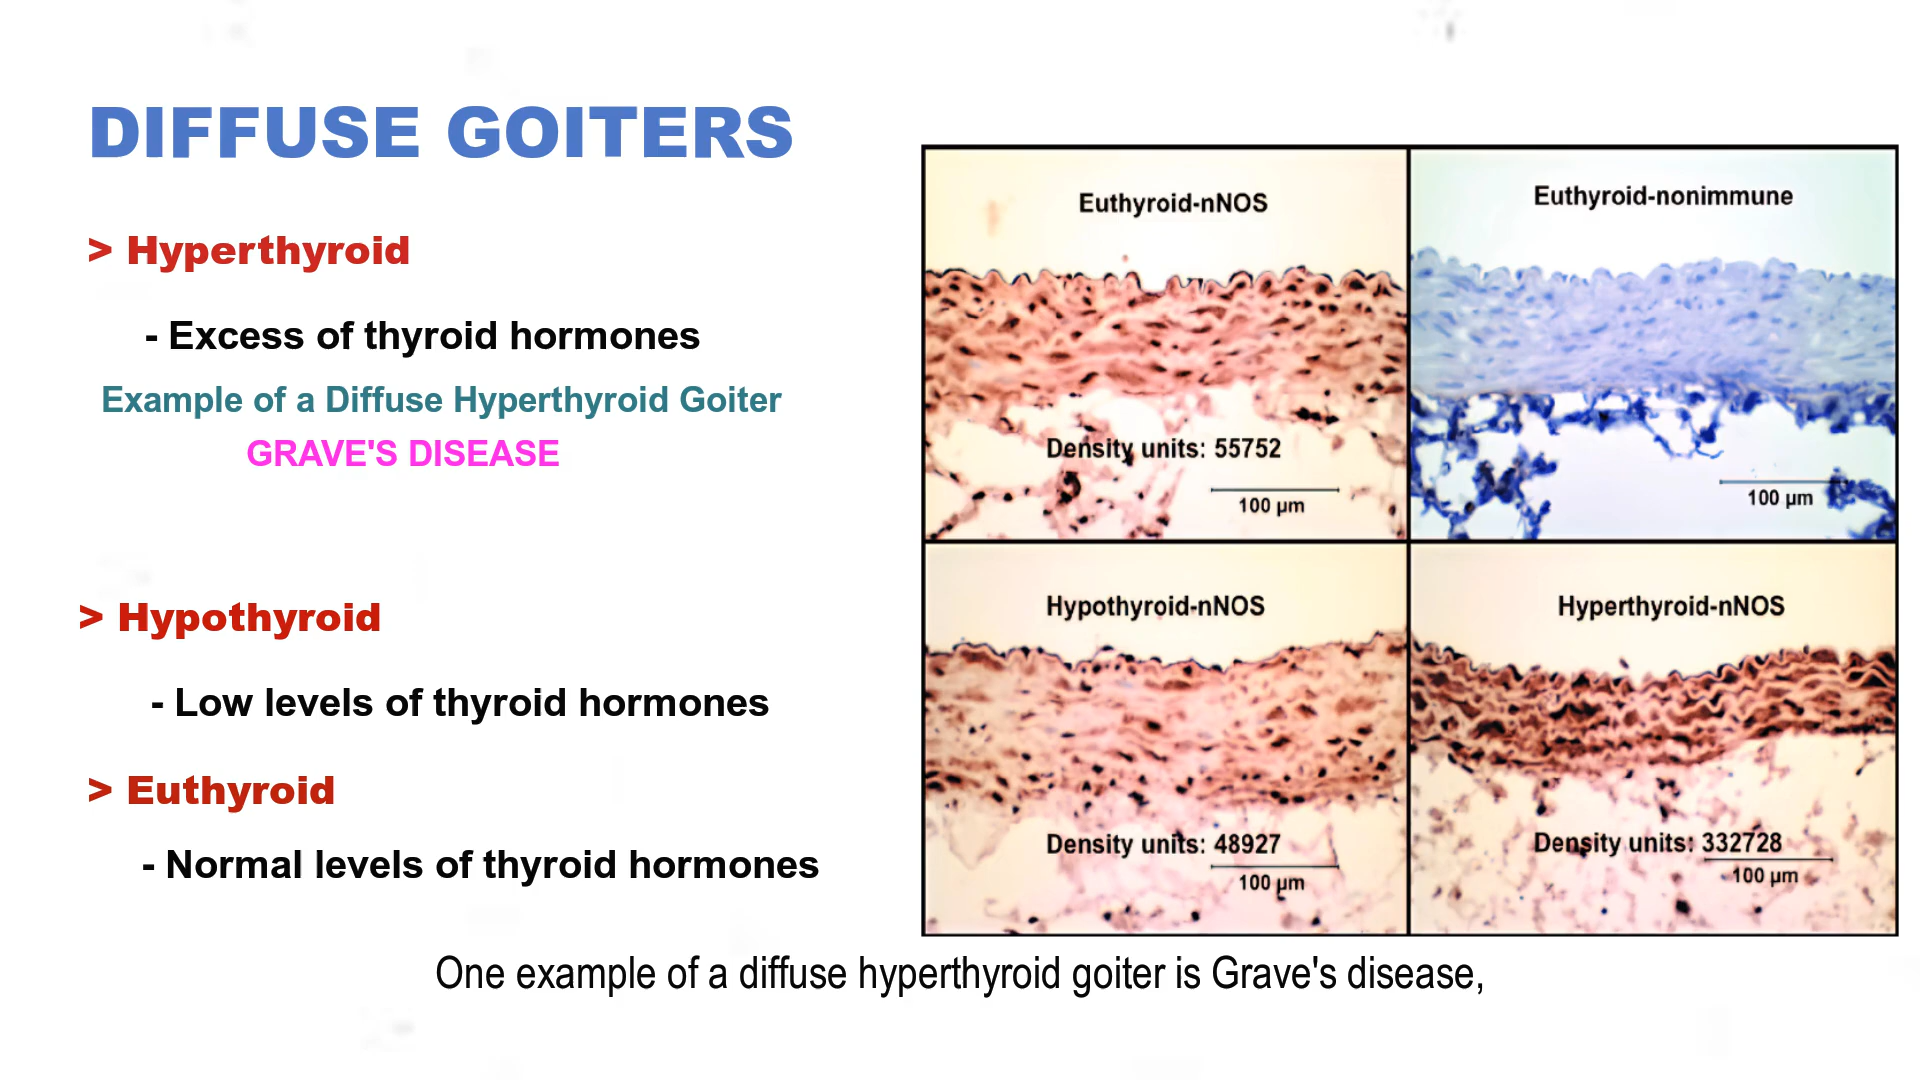 DIFFUSE GOITERS
> Hyperthyroid
- Excess of thyroid hormones
Example of a Diffuse Hyperthyroid Goiter
GRAVE'S DISEASE
> Hypothyroid
- Low levels of thyroid hormones
> Euthyroid
- Normal levels of thyroid hormones
Euthyroid-nNOS
Density units: 55752
100 µm
Euthyroid-nonimmune
100 µm
Hypothyroid-nNOS
Density units: 48927
100 µm
Hyperthyroid-nNOS
Density units: 332728
100 µm
One example of a diffuse hyperthyroid goiter is Grave's disease,